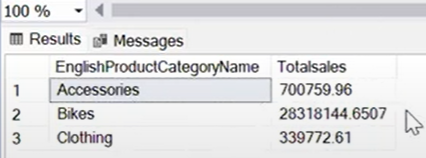 100 %
Results Messages
EnglishProductCategoryName Totalsales
1 Accessories 700759.96
2 Bikes 28318144.6507
3 Clothing 339772.61